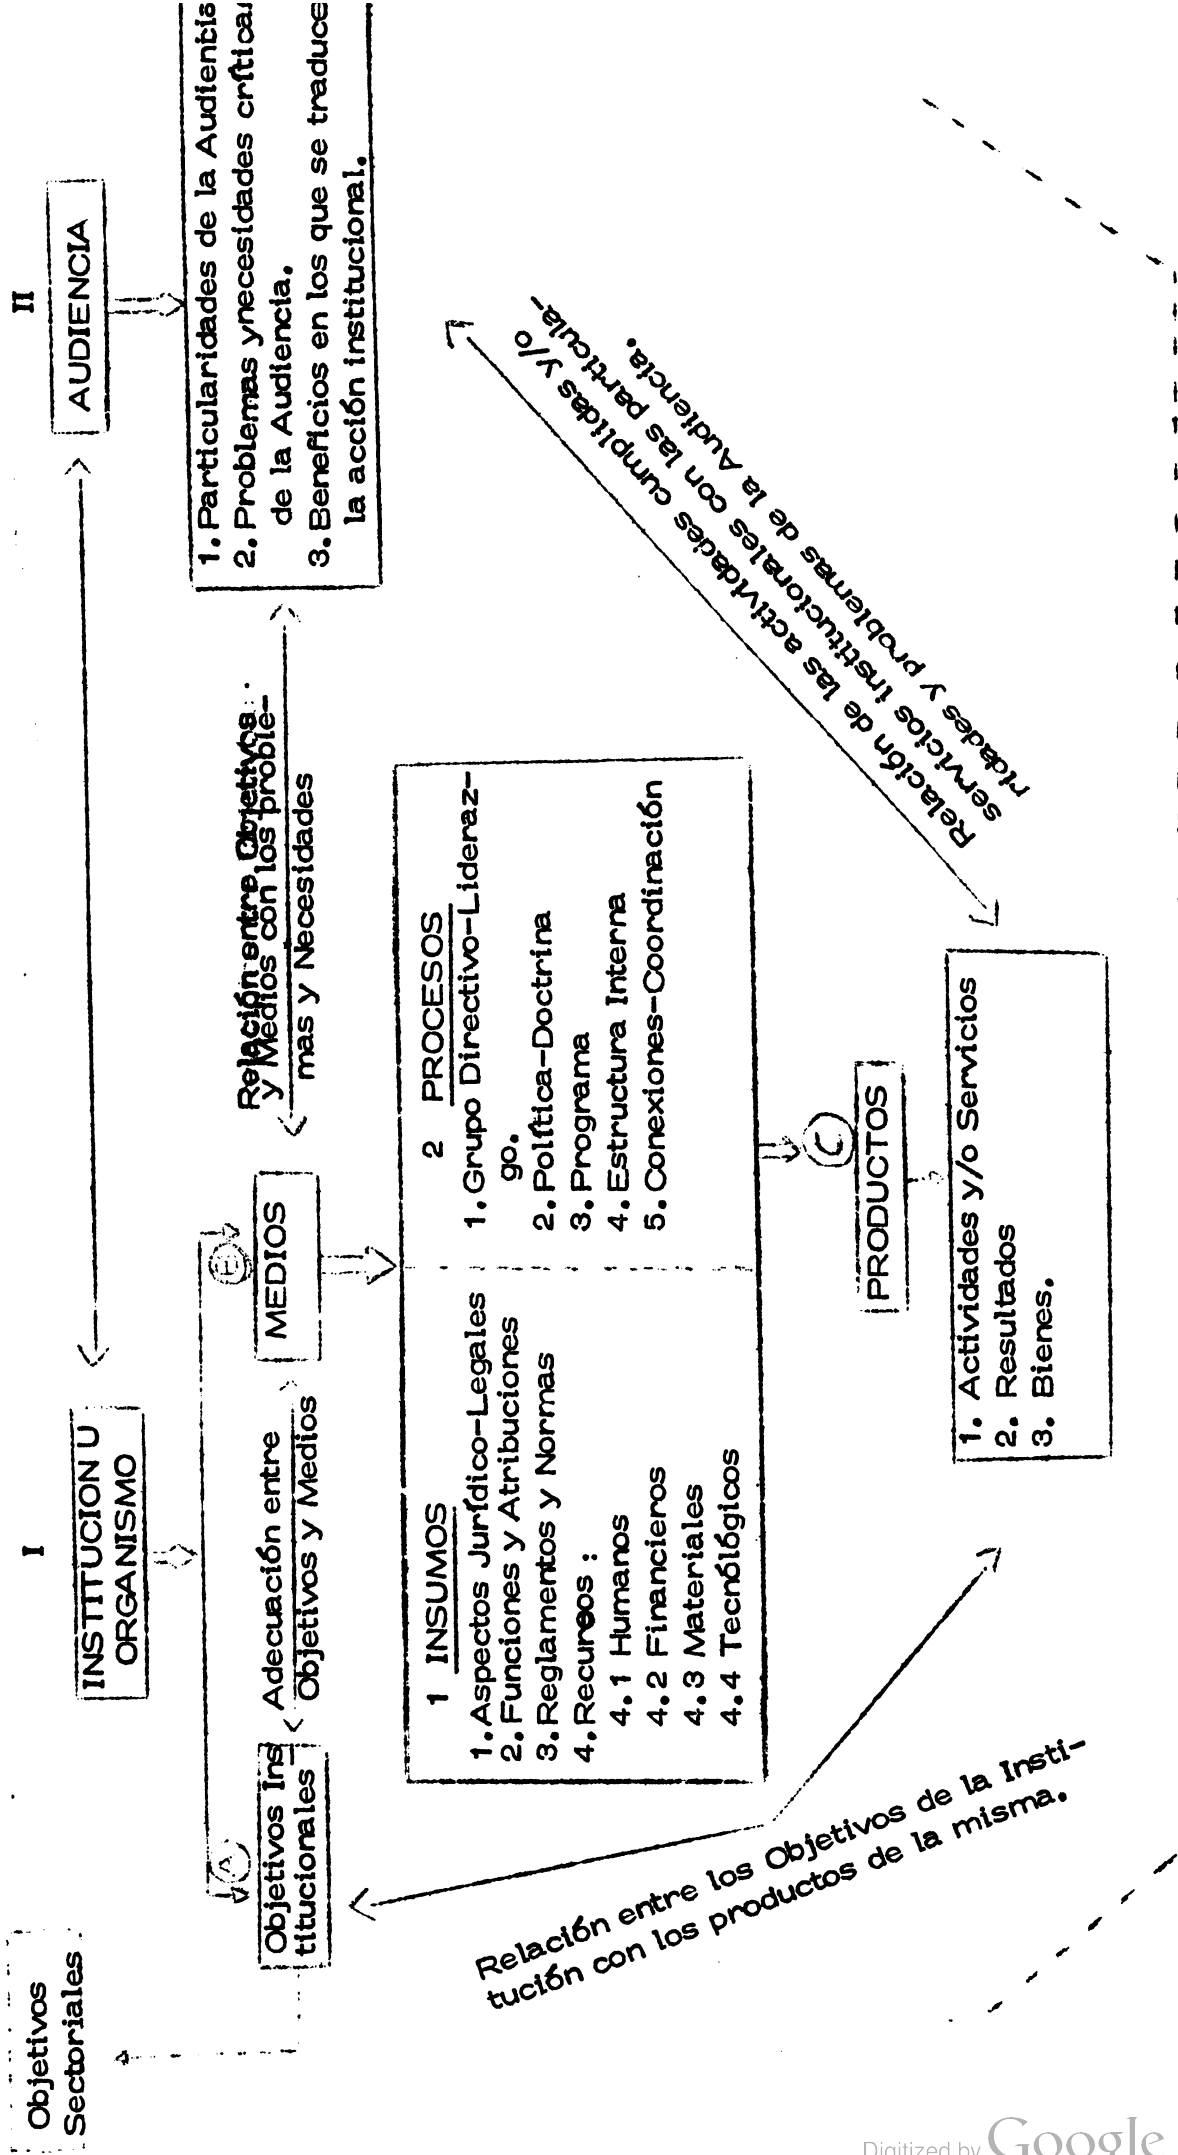 Objetivos
Sectoriales
I
INSTITUCION U
ORGANISMO
II
AUDIENCIA
A
Objetivos Ins
titucionales
Adecuación entre
Objetivos y Medios
B
MEDIOS
Relación entre Objetivos
y Medios con los proble-
mas y Necesidades
1. Particularidades de la Audientis
2. Problemas ynecesidades crítica
de la Audiencia.
3. Beneficios en los que se traduce
la acción institucional.
1 INSUMOS
1. Aspectos Jurídico-Legales
2. Funciones y Atribuciones
3. Reglamentos y Normas
4. Recursos :
4.1 Humanos
4.2 Financieros
4.3 Materiales
4.4 Tecnólógicos
2 PROCESOS
1. Grupo Directivo-Lideraz-
go.
2. Política-Doctrina
3. Programa
4. Estructura Interna
5. Conexiones-Coordinación
C
PRODUCTOS
1. Actividades y/o Servicios
2. Resultados
3. Bienes.
Relación entre los Objetivos de la Insti-
tución con los productos de la misma.
Relación de las actividades cumplidas y/o
servicios institucionales con las particula-
ridades y problemas de la Audiencia.
Digitized by Google